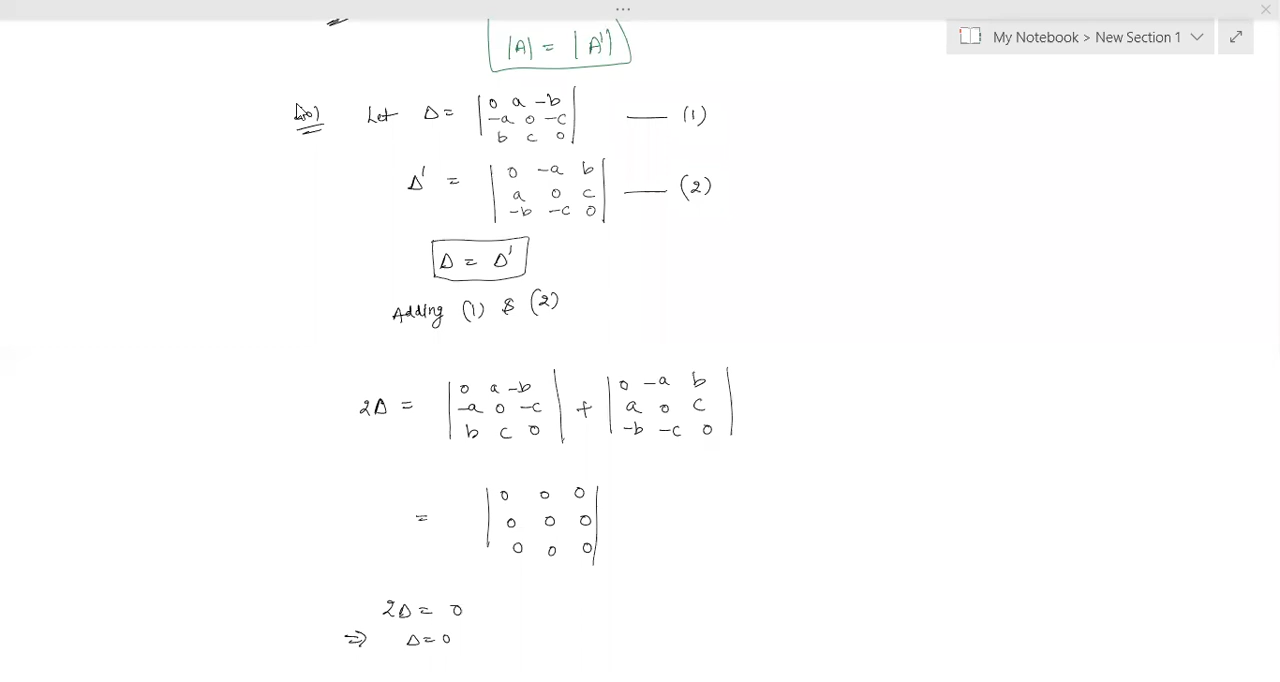 |A| = |A'|
My Notebook > New Section 1
Let Δ = | 0 a -b | —— (1)
| -a 0 -c |
| b c 0 |
Δ' = | 0 -a b | —— (2)
| a 0 c |
| -b -c 0 |
Δ = Δ'
Adding (1) & (2)
2Δ = | 0 a -b | + | 0 -a b |
| -a 0 -c | | a 0 c |
| b c 0 | | -b -c 0 |
= | 0 0 0 |
| 0 0 0 |
| 0 0 0 |
2Δ = 0
⇒ Δ = 0